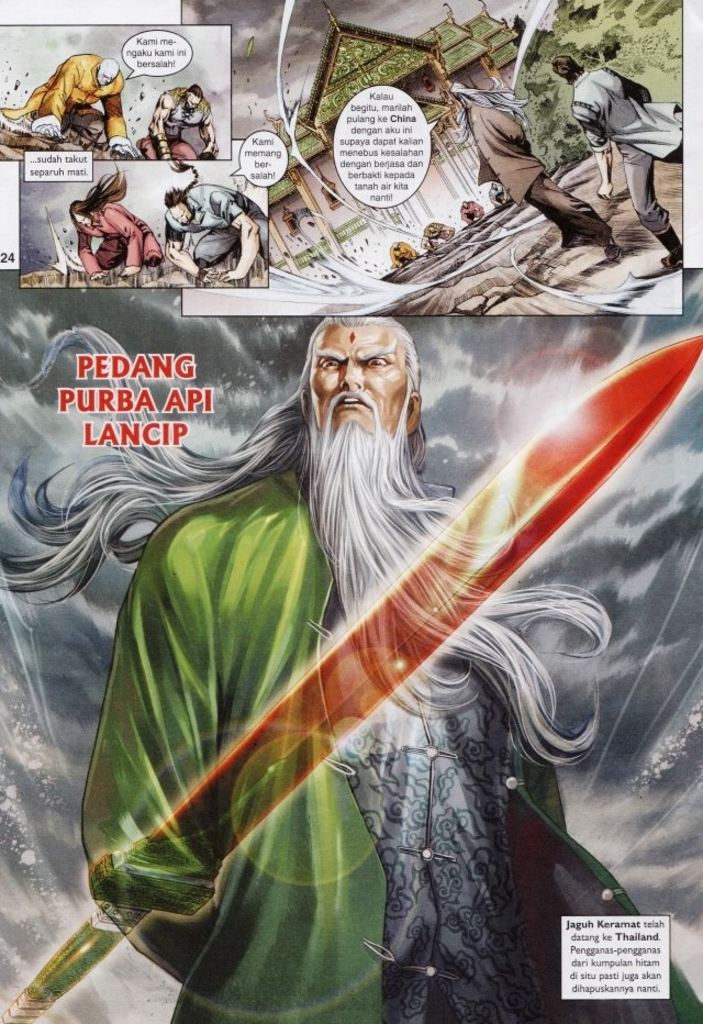 Kami me-
ngaku kami ini
bersalah!
...sudah takut
separuh mati.
Kami
memang
ber-
salah!
Kalau
begitu, marilah
pulang ke China
dengan aku ini
supaya dapat kalian
menebus kesalahan
dengan berjasa dan
berbakti kepada
tanah air kita
nanti!
24
PEDANG
PURBA API
LANCIP
Jaguh Keramat telah
datang ke Thailand.
Pengganas-pengganas
dari kumpulan hitam
di situ pasti juga akan
dihapuskannya nanti.